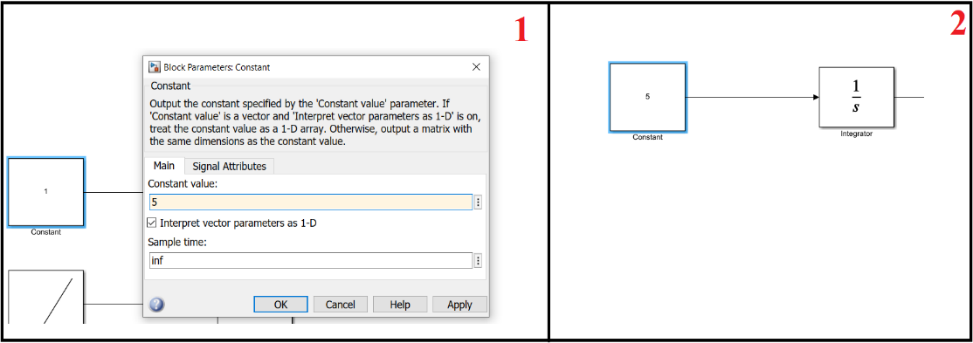 1
Block Parameters: Constant
Constant
Output the constant specified by the 'Constant value' parameter. If
'Constant value' is a vector and 'Interpret vector parameters as 1-D' is on,
treat the constant value as a 1-D array. Otherwise, output a matrix with
the same dimensions as the constant value.
Main Signal Attributes
Constant value:
5
Interpret vector parameters as 1-D
Sample time:
inf
OK Cancel Help Apply
1
Constant
2
5
Constant
1
s
Integrator